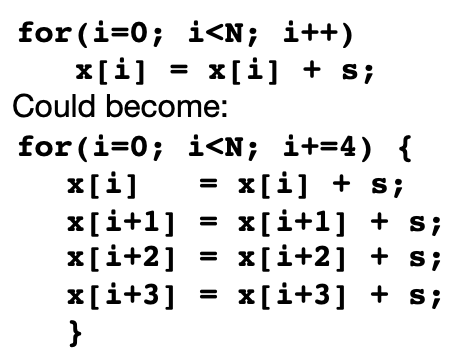 for(i=0; i<N; i++)
x[i] = x[i] + s;
Could become:
for(i=0; i<N; i+=4) {
x[i] = x[i] + s;
x[i+1] = x[i+1] + s;
x[i+2] = x[i+2] + s;
x[i+3] = x[i+3] + s;
}